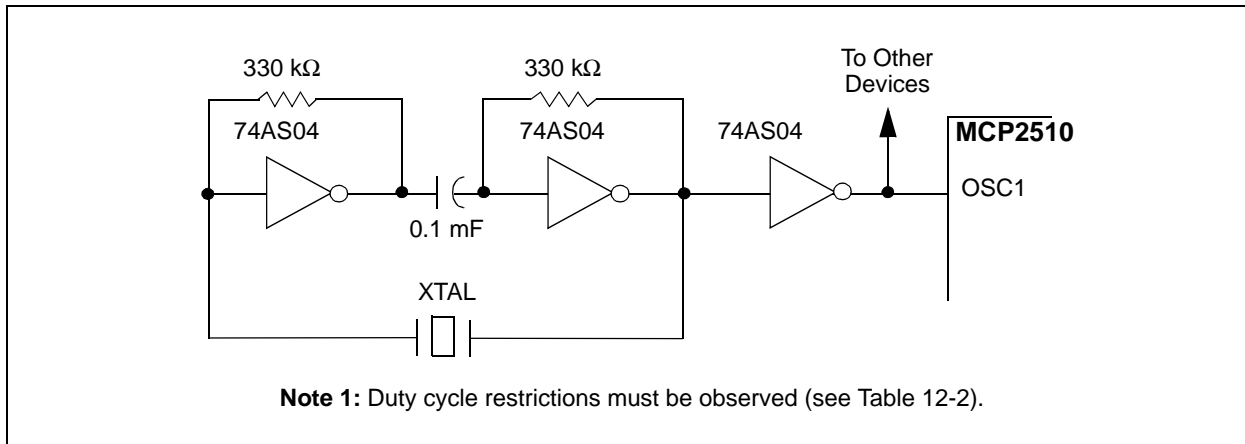 330 kΩ
330 kΩ
To Other
Devices
74AS04
74AS04
74AS04
MCP2510
OSC1
0.1 mF
XTAL
Note 1: Duty cycle restrictions must be observed (see Table 12-2).